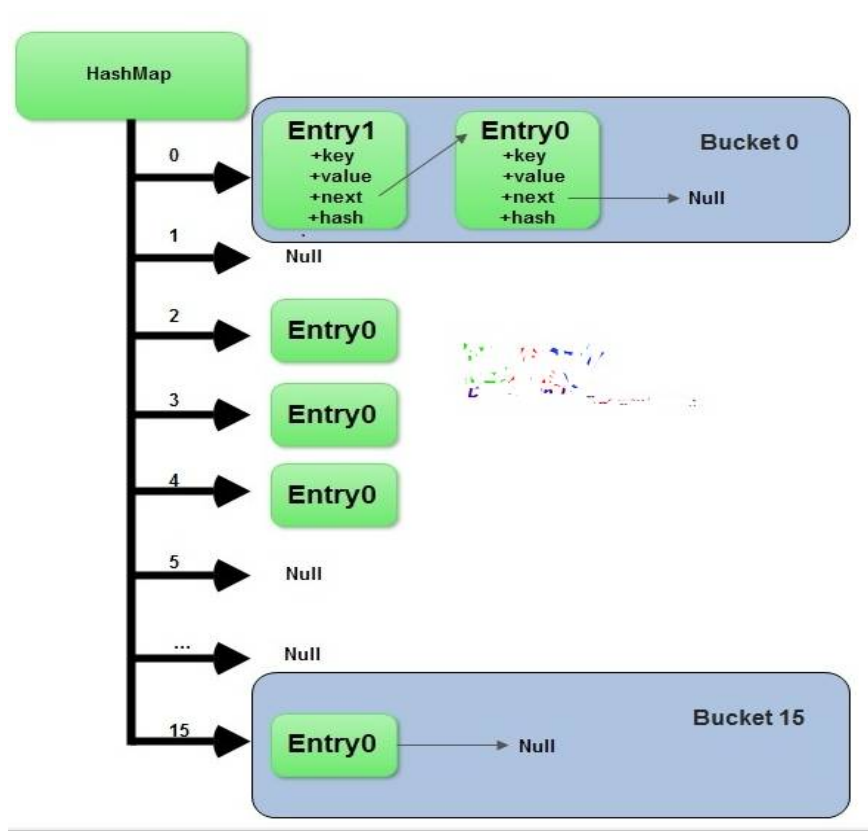 HashMap
0
Entry1
+key
+value
+next
+hash
Entry0
+key
+value
+next
+hash
Null
Bucket 0
1
Null
2
Entry0
3
Entry0
4
Entry0
5
Null
...
Null
15
Entry0
Null
Bucket 15